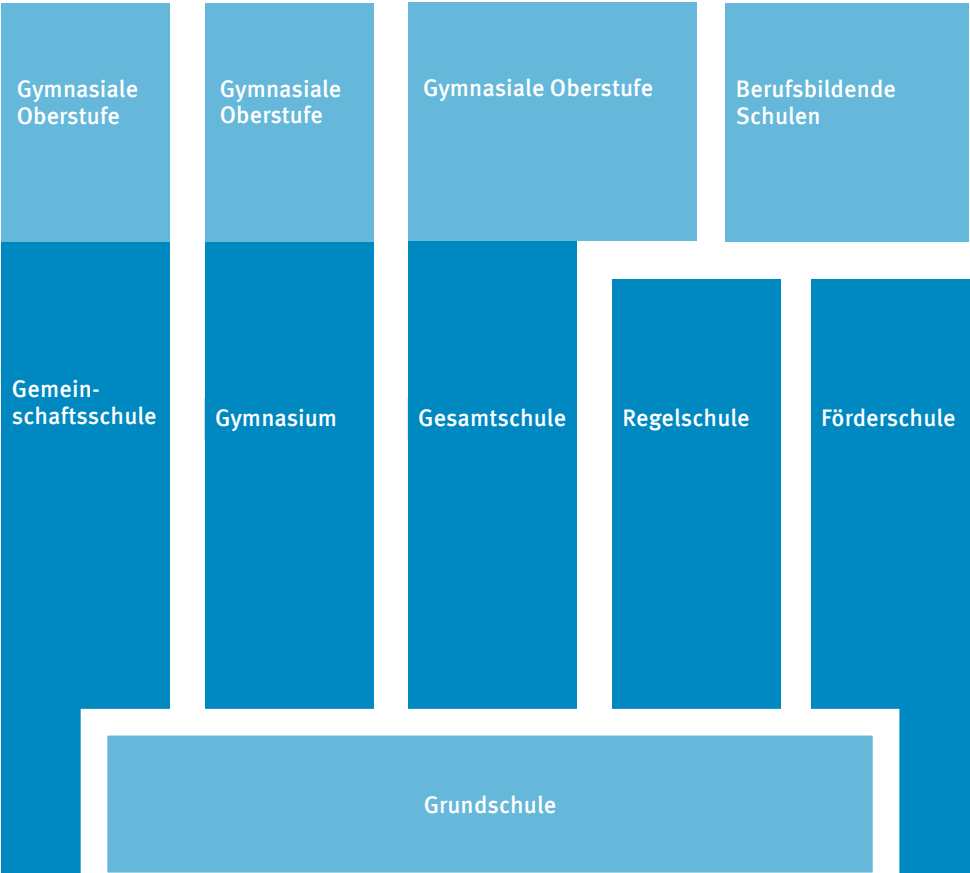 Gymnasiale
Oberstufe
Gymnasiale
Oberstufe
Gymnasiale Oberstufe
Berufsbildende
Schulen
Gemein-
schaftsschule
Gymnasium
Gesamtschule
Regelschule
Förderschule
Grundschule